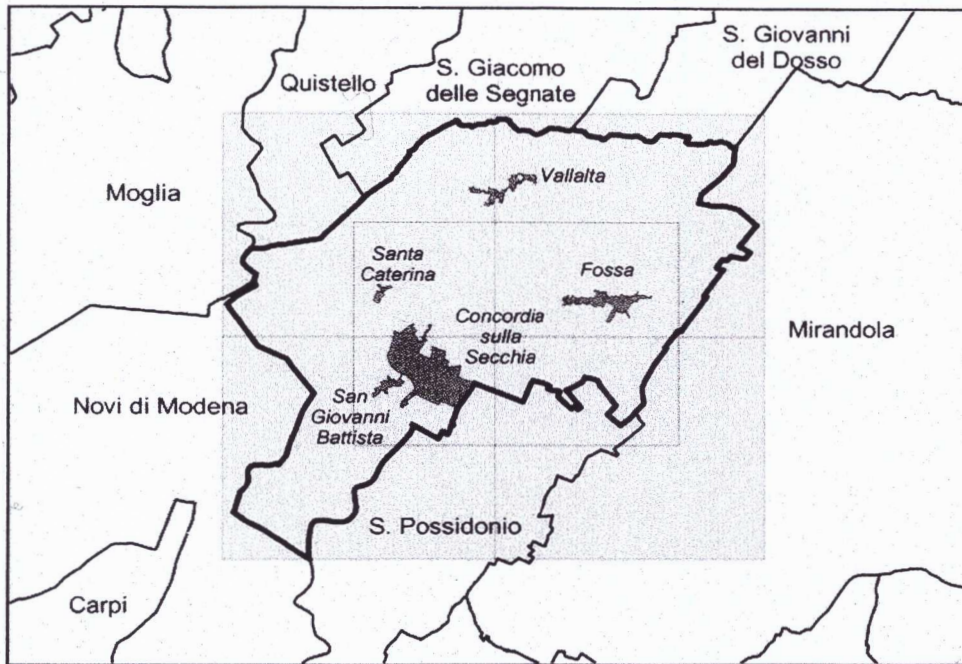 S. Giovanni
del Dosso
Quistello
S. Giacomo
delle Segnate
Vallalta
Moglia
Santa
Caterina
Fossa
Concordia
sulla
Secchia
Mirandola
San
Giovanni
Battista
Novi di Modena
S. Possidonio
Carpi